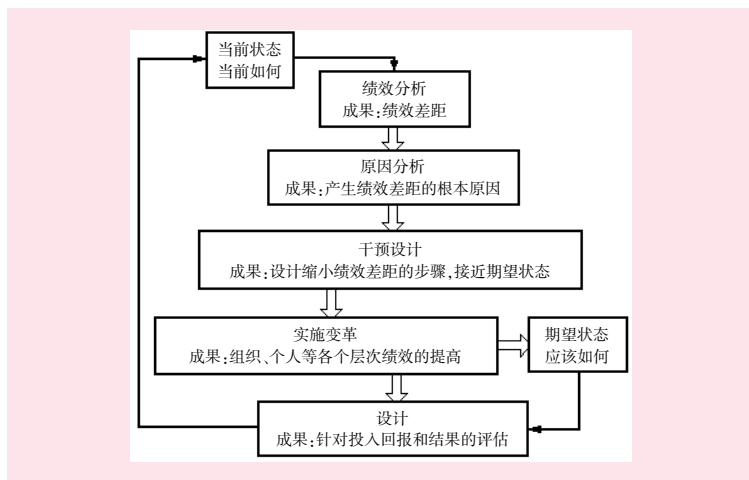 当前状态
当前如何
绩效分析
成果:绩效差距
原因分析
成果:产生绩效差距的根本原因
干预设计
成果:设计缩小绩效差距的步骤,接近期望状态
实施变革
成果:组织、个人等各个层次绩效的提高
期望状态
应该如何
设计
成果:针对投入回报和结果的评估